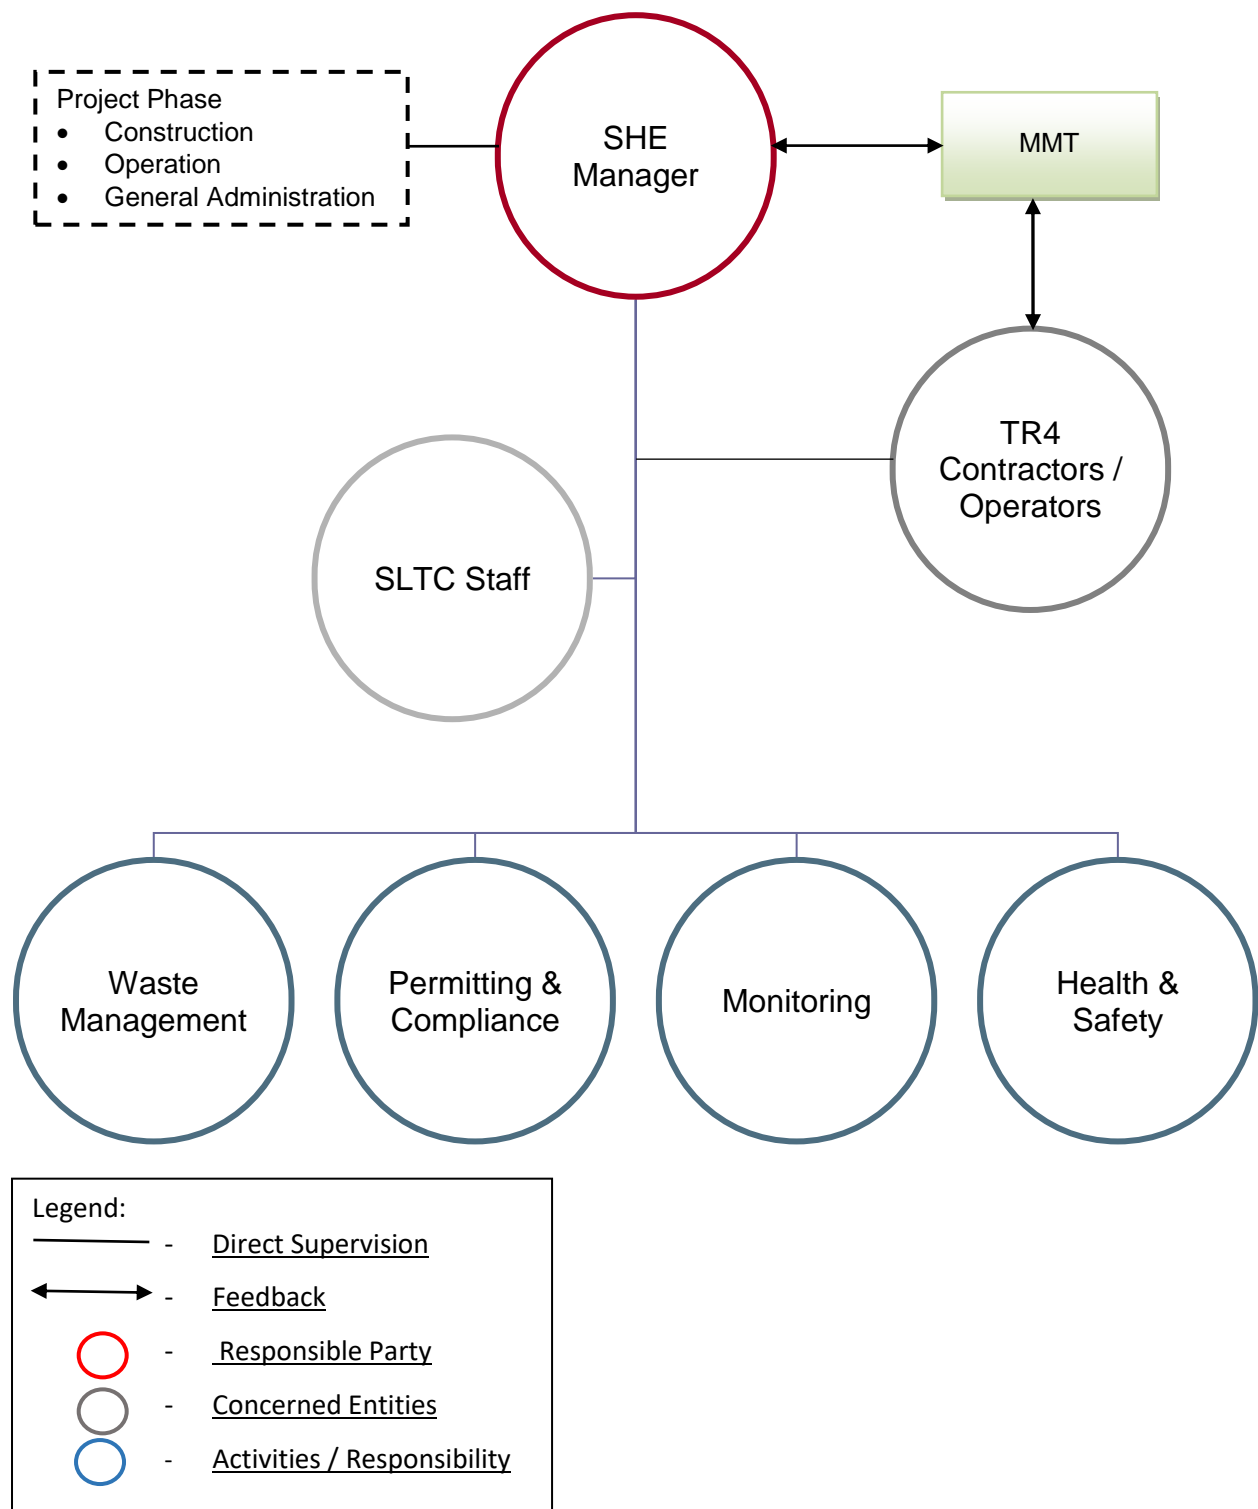 Project Phase
• Construction
• Operation
• General Administration
SHE
Manager
MMT
TR4
Contractors /
Operators
SLTC Staff
Waste
Management
Permitting &
Compliance
Monitoring
Health &
Safety
Legend:
- Direct Supervision
- Feedback
- Responsible Party
- Concerned Entities
- Activities / Responsibility